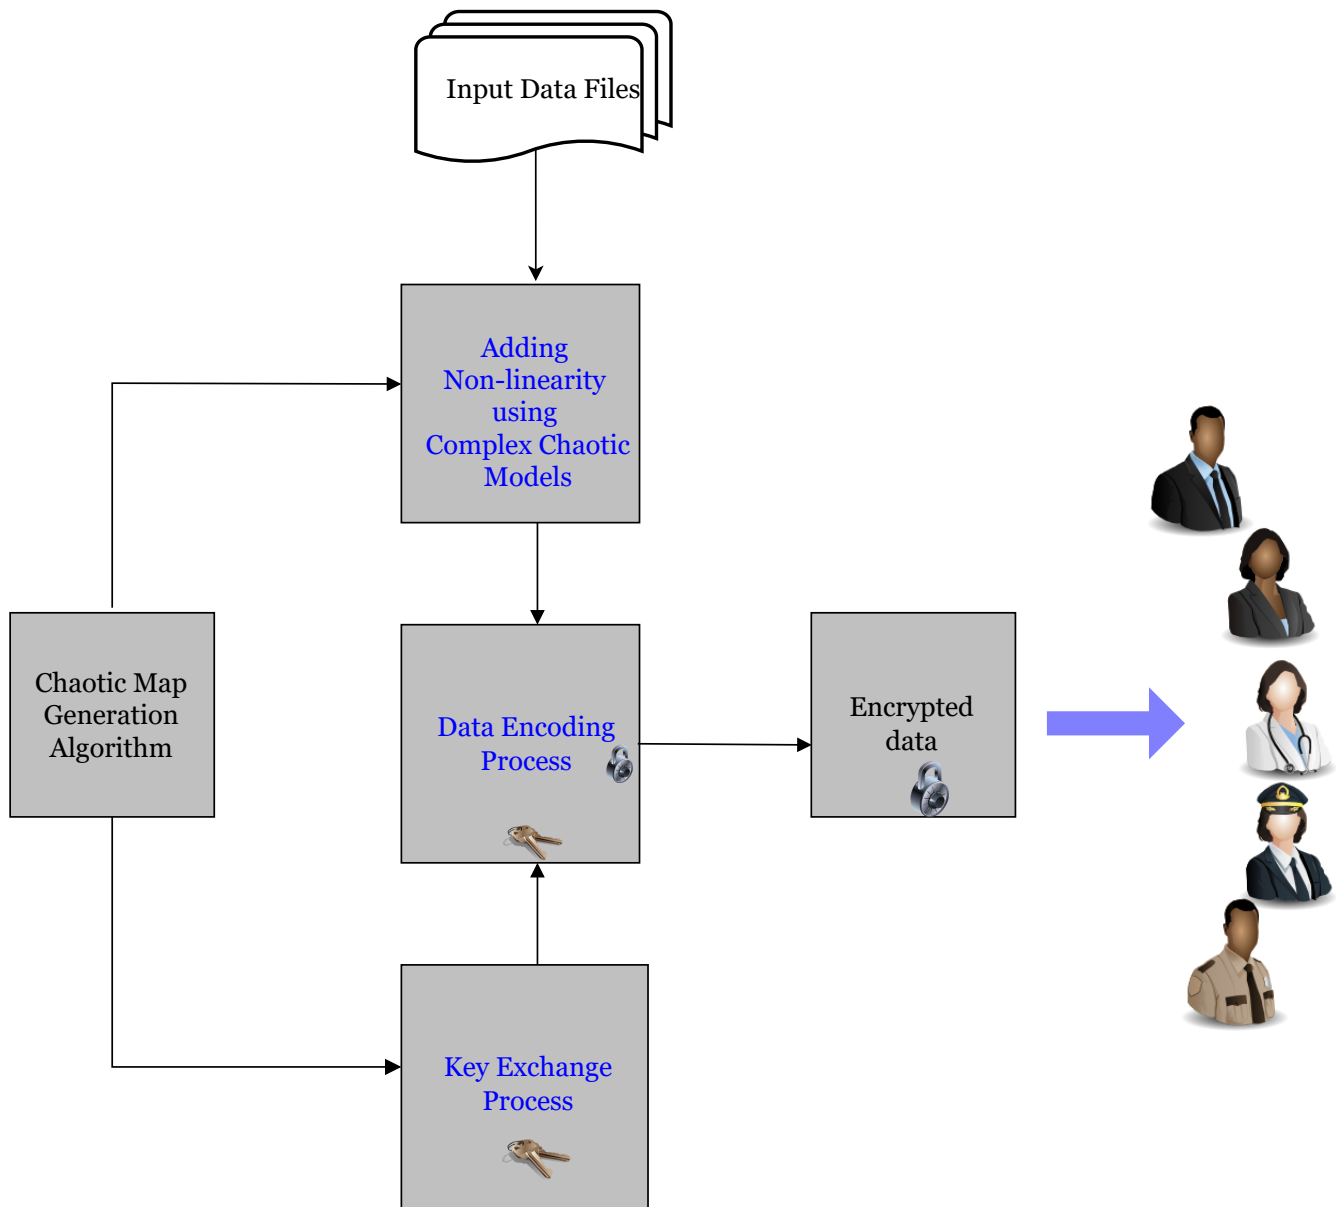 Input Data Files
Adding
Non-linearity
using
Complex Chaotic
Models
Chaotic Map
Generation
Algorithm
Data Encoding
Process
Encrypted
data
Key Exchange
Process